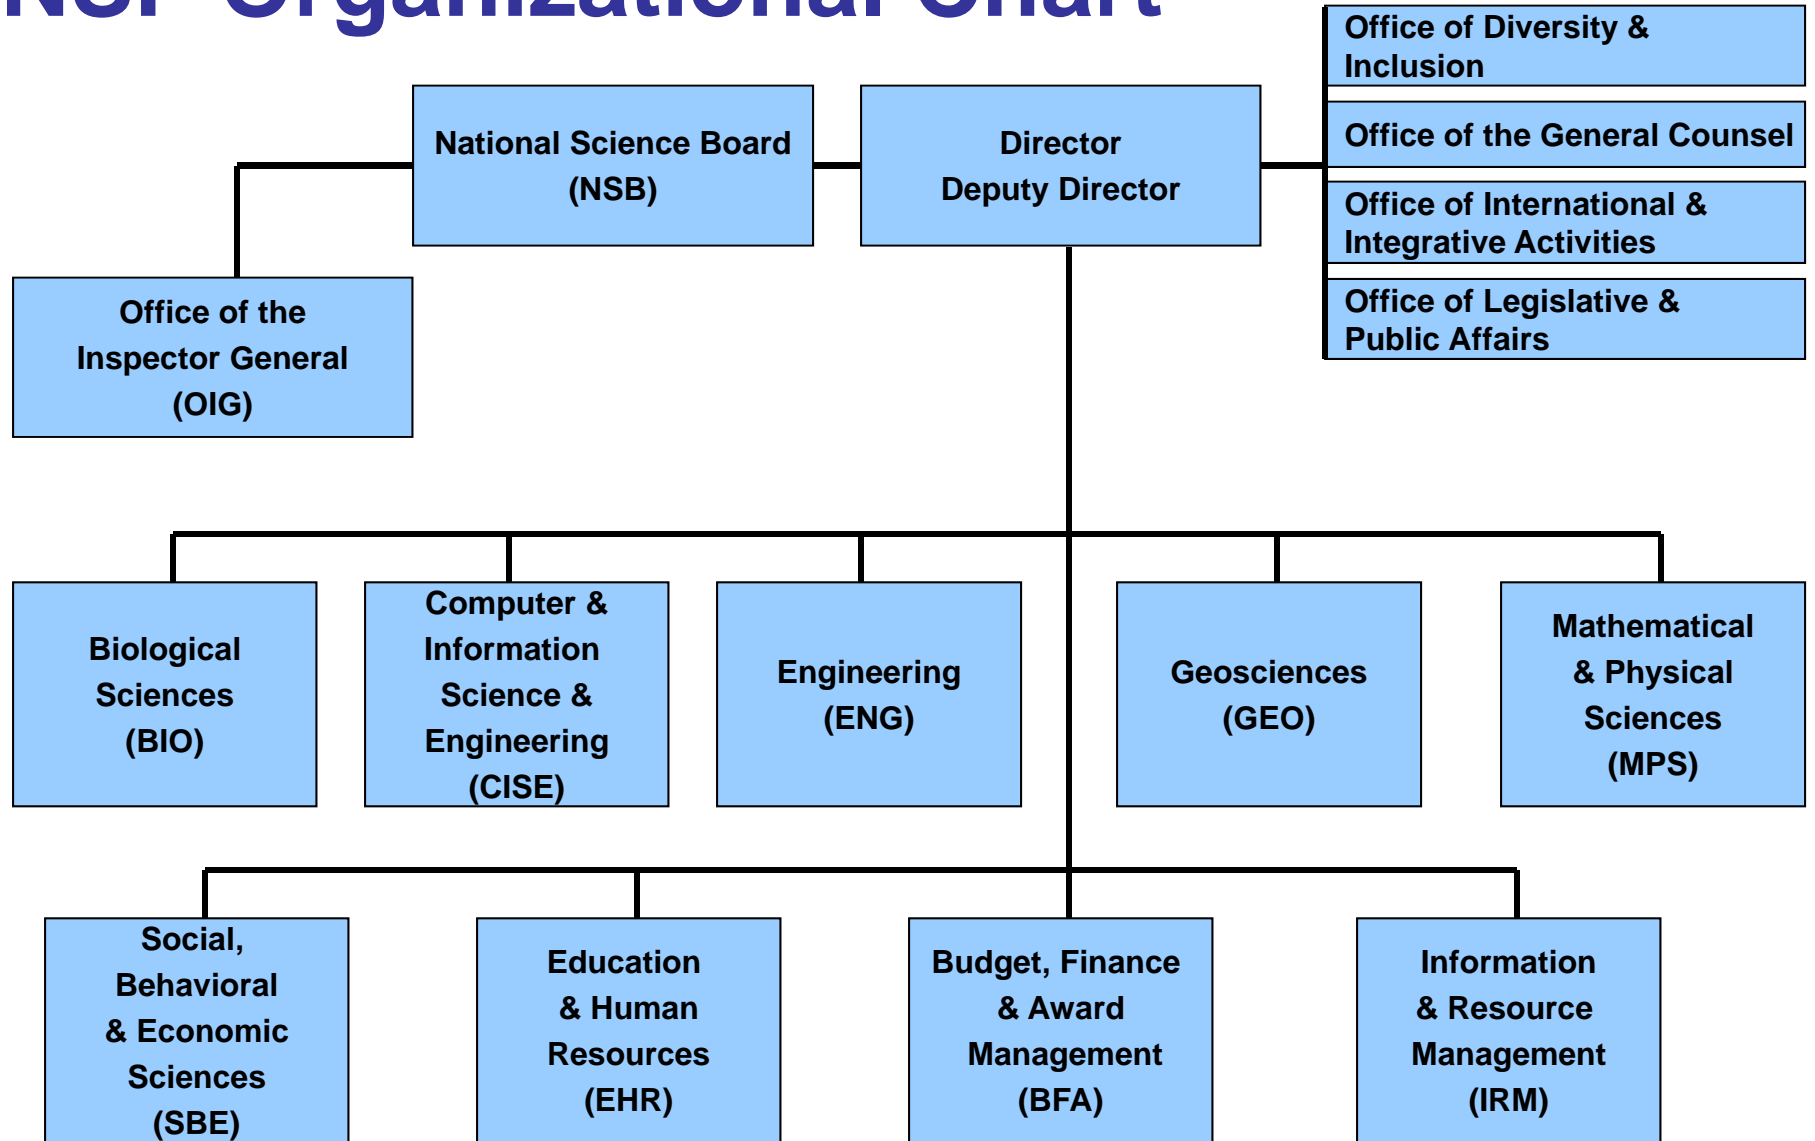 NSF Organizational Chart
Office of Diversity &
Inclusion
National Science Board
(NSB)
Director
Deputy Director
Office of the General Counsel
Office of International &
Integrative Activities
Office of Legislative &
Public Affairs
Office of the
Inspector General
(OIG)
Biological
Sciences
(BIO)
Computer &
Information
Science &
Engineering
(CISE)
Engineering
(ENG)
Geosciences
(GEO)
Mathematical
& Physical
Sciences
(MPS)
Social,
Behavioral
& Economic
Sciences
(SBE)
Education
& Human
Resources
(EHR)
Budget, Finance
& Award
Management
(BFA)
Information
& Resource
Management
(IRM)